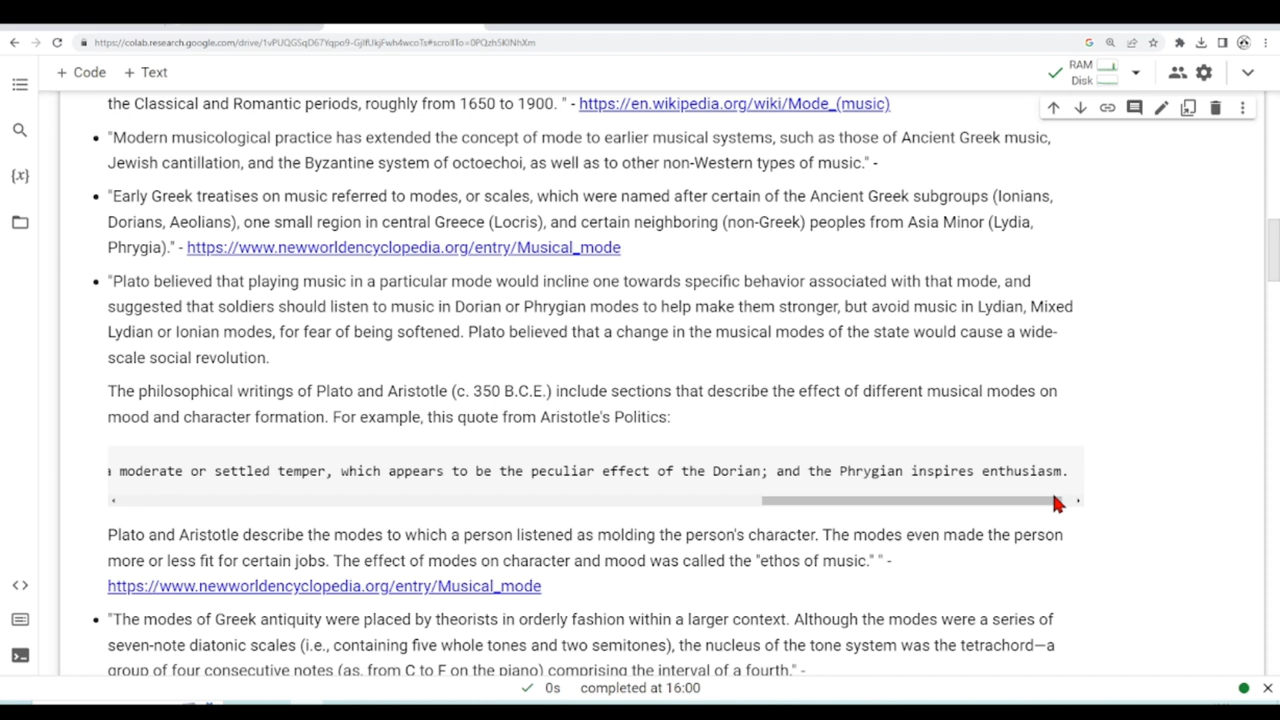 https://colab.research.google.com/drive/
+ Code + Text
RAM
Disk
the Classical and Romantic periods, roughly from 1650 to 1900. " - https://en.wikipedia.org/wiki/Mode_(music)
"Modern musicological practice has extended the concept of mode to earlier musical systems, such as those of Ancient Greek music,
Jewish cantillation, and the Byzantine system of octoechoi, as well as to other non-Western types of music." -
"Early Greek treatises on music referred to modes, or scales, which were named after certain of the Ancient Greek subgroups (Ionians,
Dorians, Aeolians), one small region in central Greece (Locris), and certain neighboring (non-Greek) peoples from Asia Minor (Lydia,
Phrygia)." - https://www.newworldencyclopedia.org/entry/Musical_mode
"Plato believed that playing music in a particular mode would incline one towards specific behavior associated with that mode, and
suggested that soldiers should listen to music in Dorian or Phrygian modes to help make them stronger, but avoid music in Lydian, Mixed
Lydian or Ionian modes, for fear of being softened. Plato believed that a change in the musical modes of the state would cause a wide-
scale social revolution.
The philosophical writings of Plato and Aristotle (c. 350 B.C.E.) include sections that describe the effect of different musical modes on
mood and character formation. For example, this quote from Aristotle's Politics:
a moderate or settled temper, which appears to be the peculiar effect of the Dorian; and the Phrygian inspires enthusiasm.
Plato and Aristotle describe the modes to which a person listened as molding the person's character. The modes even made the person
more or less fit for certain jobs. The effect of modes on character and mood was called the "ethos of music." " -
https://www.newworldencyclopedia.org/entry/Musical_mode
"The modes of Greek antiquity were placed by theorists in orderly fashion within a larger context. Although the modes were a series of
seven-note diatonic scales (i.e., containing five whole tones and two semitones), the nucleus of the tone system was the tetrachord—a
group of four consecutive notes (as, from C to F on the piano) comprising the interval of a fourth." -
0s completed at 16:00